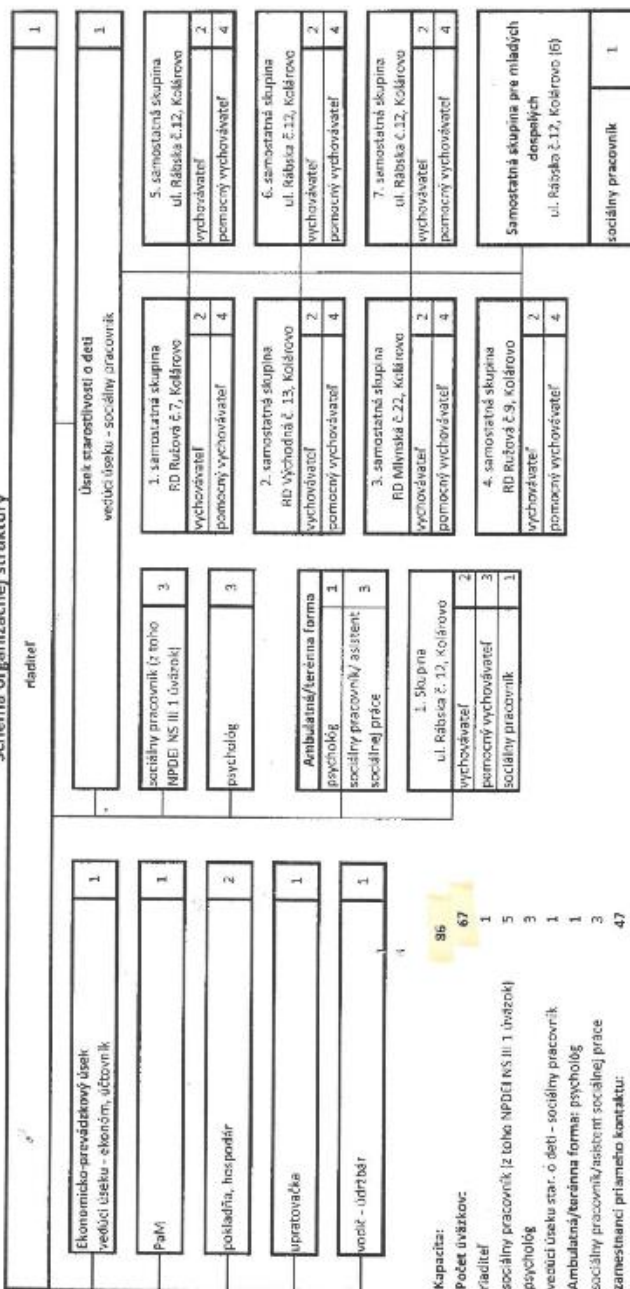 Schéma organizačnej štruktúry
riaditeľ 1
Ekonomicko-prevádzkový úsek
vedúci úseku - ekonóm, účtovník 1
PaM 1
pokladňa, hospodár 2
upratovačka 1
vodič - údržbár 1
Úsek starostlivosti o deti
vedúci úseku - sociálny pracovník 1
sociálny pracovník (z toho
NPDEI NS III 1 úväzok) 3
psychológ 3
Ambulatná/terénna forma
psychológ 1
sociálny pracovník/ asistent
sociálnej práce 3
1. Skupina
ul. Rábska č. 12, Kolárovo
vychovávateľ 2
pomocný vychovávateľ 3
sociálny pracovník 1
1. samostatná skupina
RD Ružová č.7, Kolárovo
vychovávateľ 2
pomocný vychovávateľ 4
2. samostatná skupina
RD Východná č. 13, Kolárovo
vychovávateľ 2
pomocný vychovávateľ 4
3. samostatná skupina
RD Mlynská č.22, Kolárovo
vychovávateľ 2
pomocný vychovávateľ 4
4. samostatná skupina
RD Ružová č.9, Kolárovo
vychovávateľ 2
pomocný vychovávateľ 4
5. samostatná skupina
ul. Rábska č.12, Kolárovo
vychovávateľ 2
pomocný vychovávateľ 4
6. samostatná skupina
ul. Rábska č.12, Kolárovo
vychovávateľ 2
pomocný vychovávateľ 4
7. samostatná skupina
ul. Rábska č.12, Kolárovo
vychovávateľ 2
pomocný vychovávateľ 4
Samostatná skupina pre mladých
dospelých
ul. Rábska č.12, Kolárovo (6)
sociálny pracovník 1
Kapacita: 86
Počet úväzkov: 67
riaditeľ 1
sociálny pracovník (z toho NPDEI NS III 1 úväzok) 5
psychológ 3
vedúci úseku star. o deti - sociálny pracovník 1
Ambulatná/terénna forma: psychológ 1
sociálny pracovník/asistent sociálnej práce 3
zamestnanci priameho kontaktu: 47